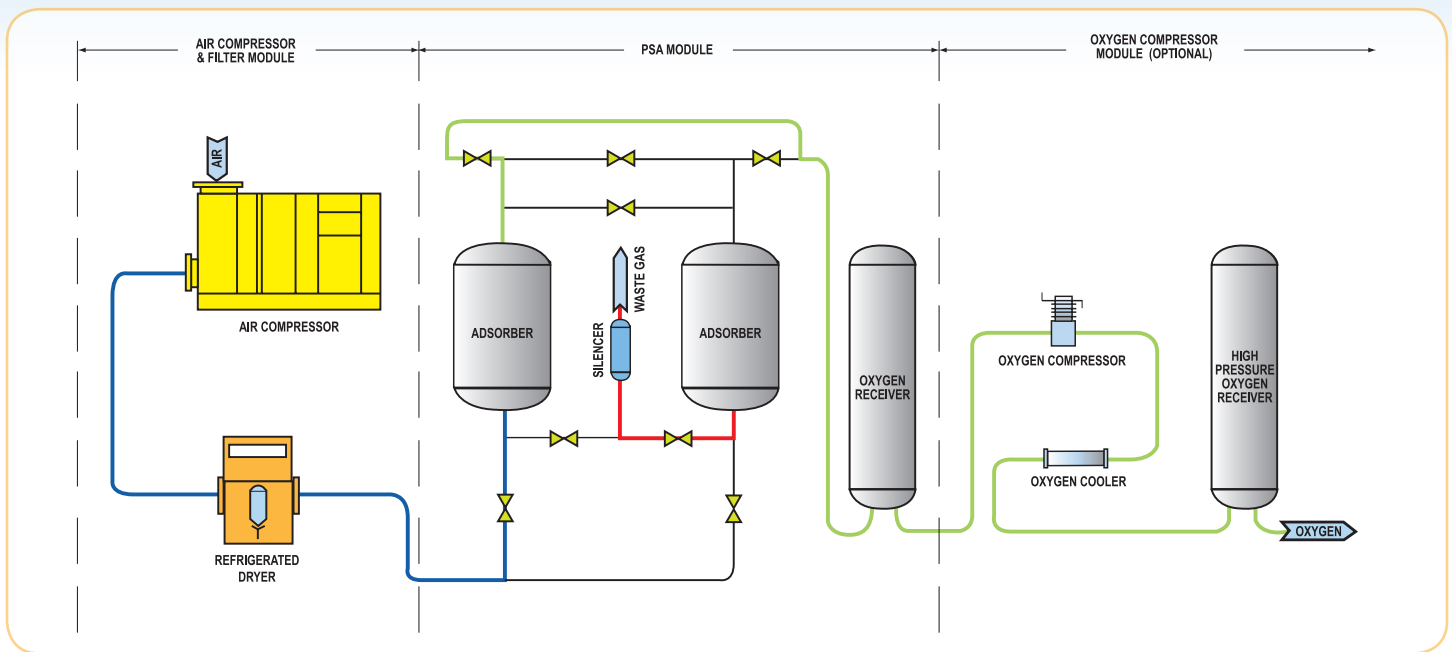 AIR COMPRESSOR
& FILTER MODULE
PSA MODULE
OXYGEN COMPRESSOR
MODULE (OPTIONAL)
AIR
AIR COMPRESSOR
REFRIGERATED
DRYER
ADSORBER
SILENCER
WASTE GAS
ADSORBER
OXYGEN
RECEIVER
OXYGEN COMPRESSOR
OXYGEN COOLER
HIGH
PRESSURE
OXYGEN
RECEIVER
OXYGEN